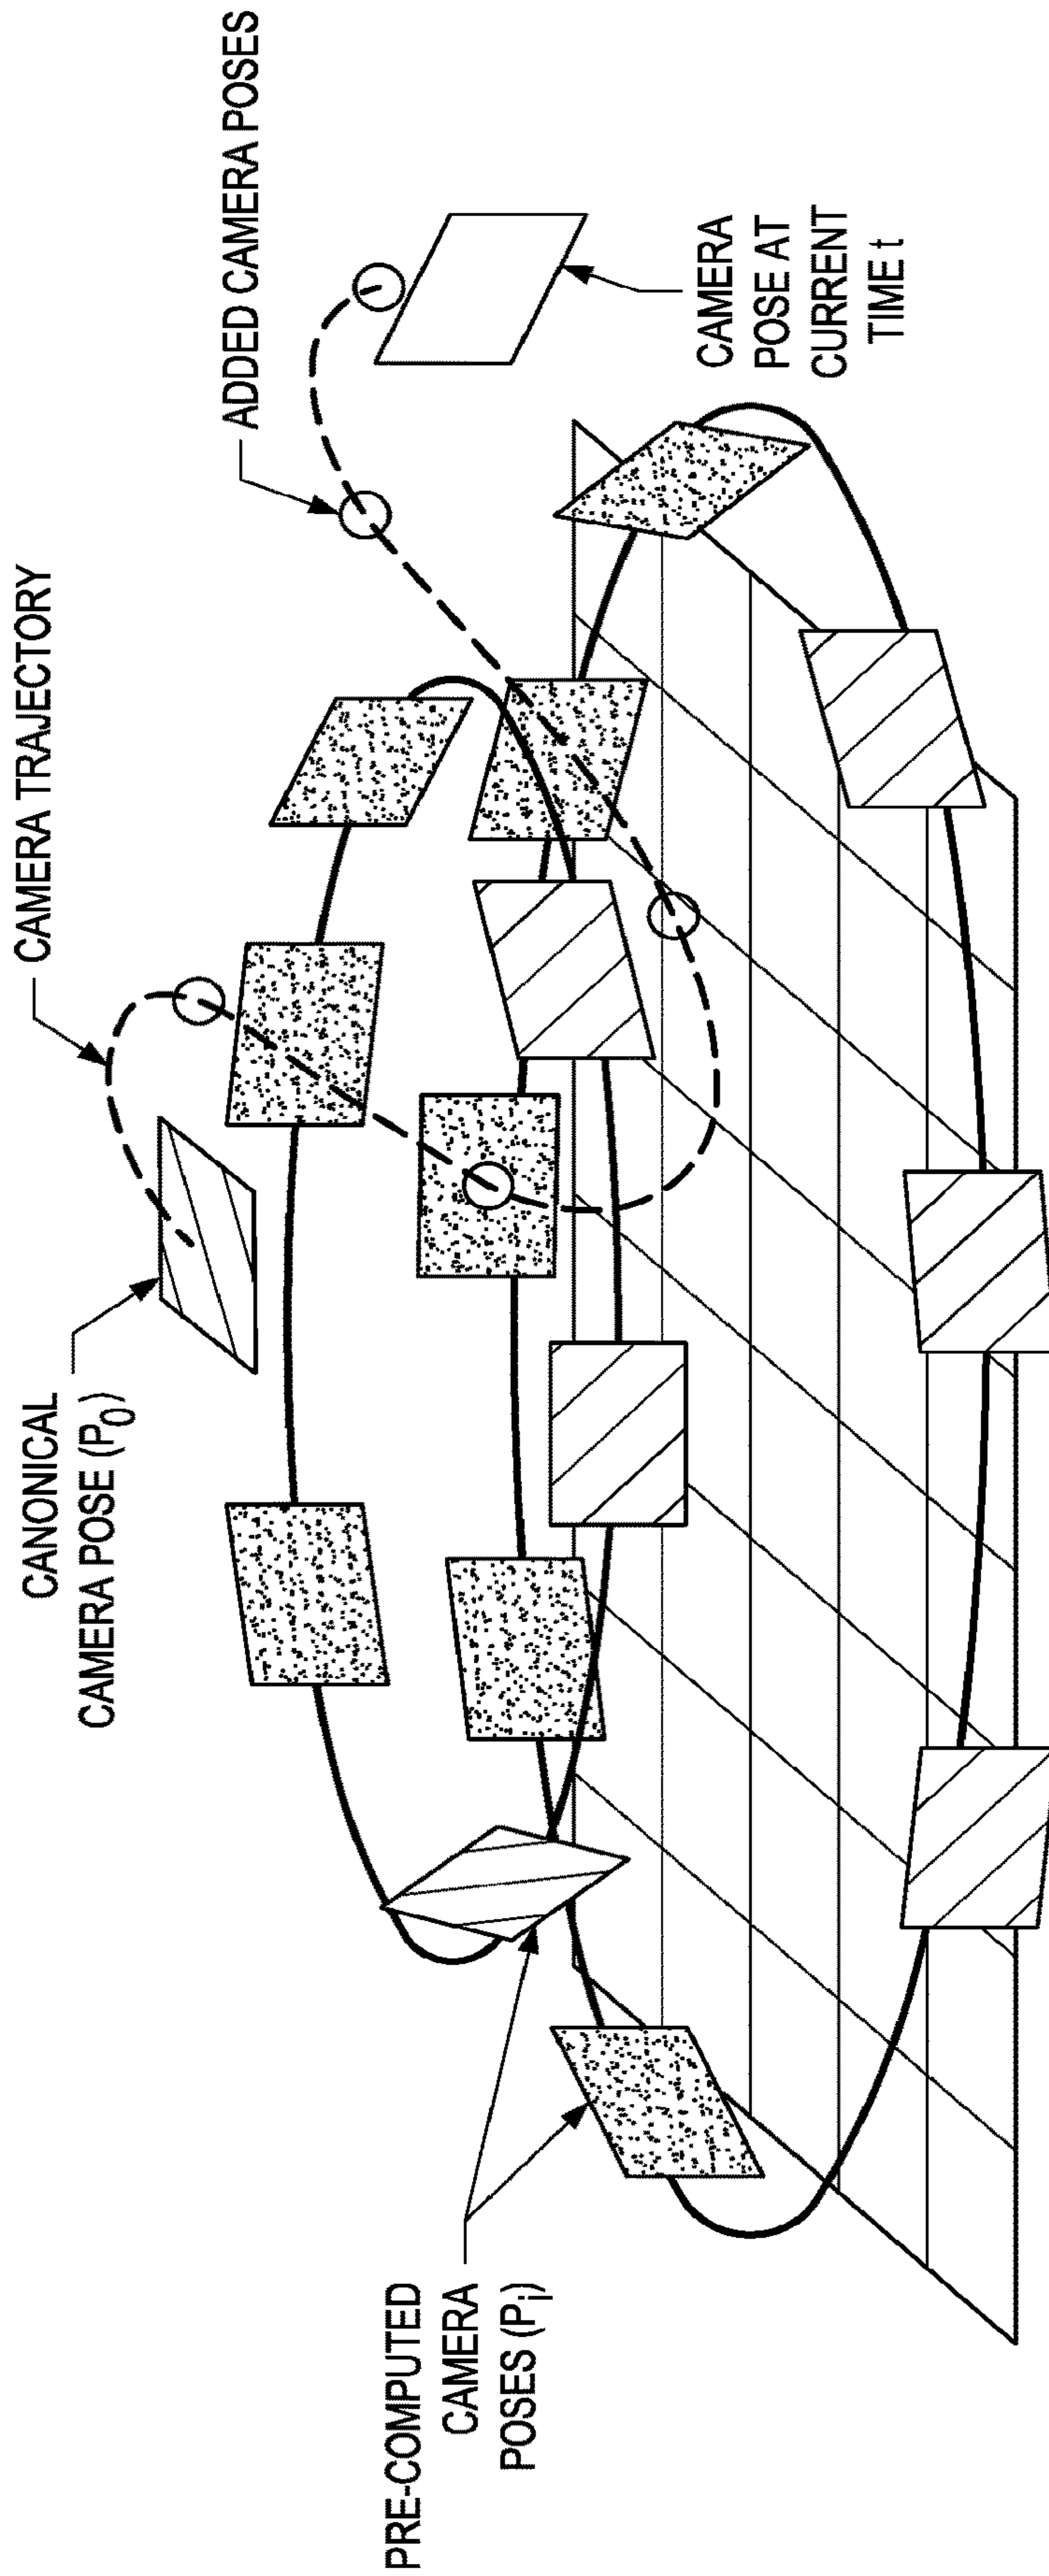 PRE-COMPUTED
CAMERA
POSES (Pi)
CANONICAL
CAMERA POSE (P0)
CAMERA TRAJECTORY
ADDED CAMERA POSES
CAMERA
POSE AT
CURRENT
TIME t